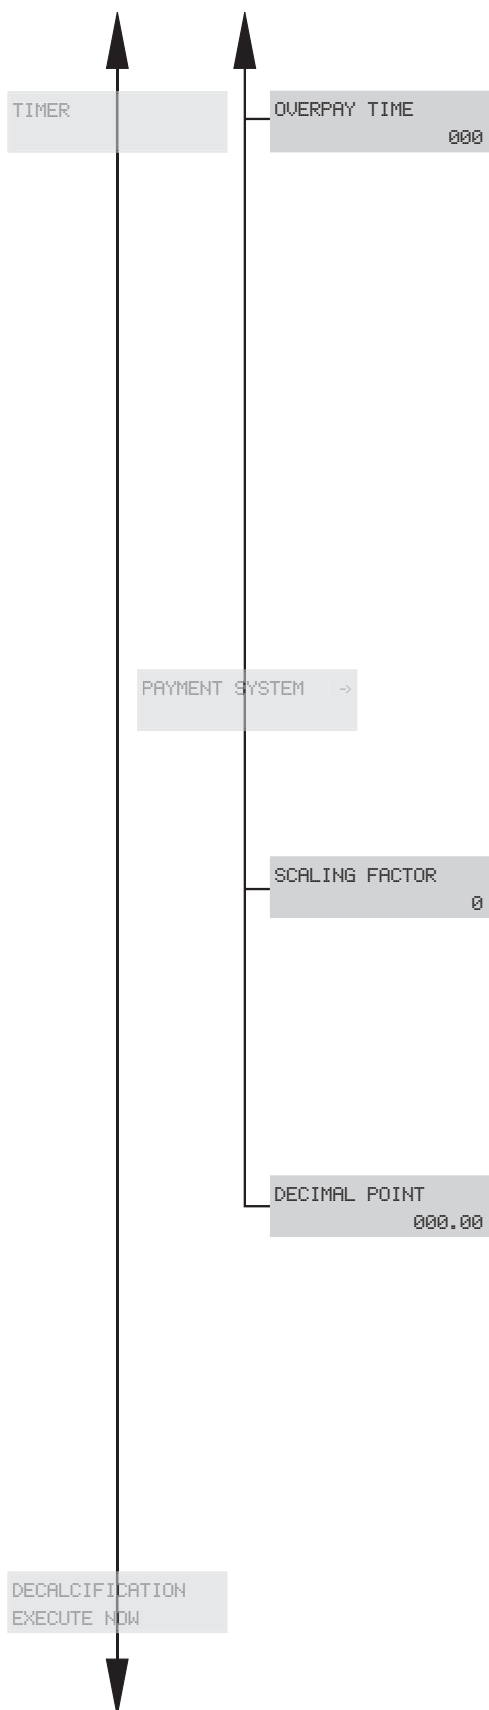 TIMER
OVERPAY TIME
000
PAYMENT SYSTEM ->
SCALING FACTOR
0
DECIMAL POINT
000.00
DECALCIFICATION
EXECUTE NOW